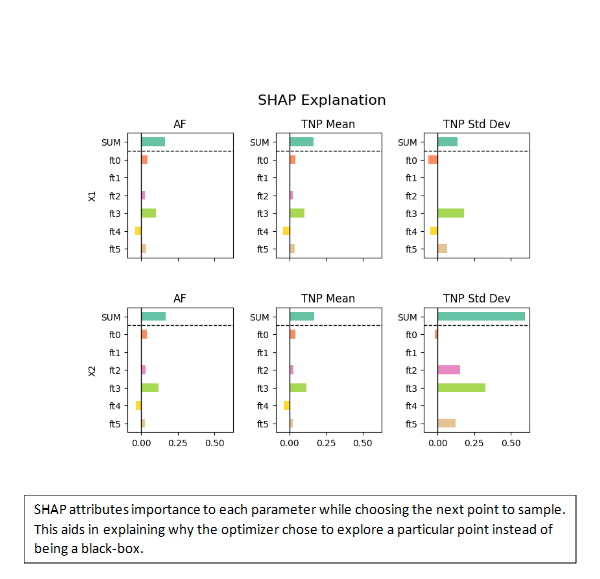 SHAP Explanation
AF
TNP Mean
TNP Std Dev
X1
SUM
ft0
ft1
ft2
ft3
ft4
ft5
SUM
ft0
ft1
ft2
ft3
ft4
ft5
SUM
ft0
ft1
ft2
ft3
ft4
ft5
AF
TNP Mean
TNP Std Dev
X2
SUM
ft0
ft1
ft2
ft3
ft4
ft5
SUM
ft0
ft1
ft2
ft3
ft4
ft5
SUM
ft0
ft1
ft2
ft3
ft4
ft5
0.00 0.25 0.50
0.00 0.25 0.50
0.00 0.25 0.50
SHAP attributes importance to each parameter while choosing the next point to sample.
This aids in explaining why the optimizer chose to explore a particular point instead of
being a black-box.